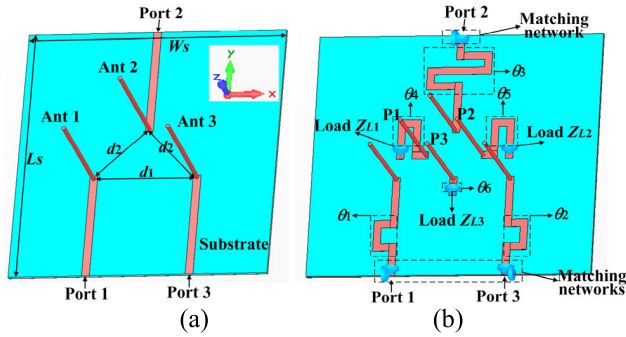 Port 2
Ws
Ant 2
Ant 1
Ant 3
y
z
x
Ls
d2
d2
d1
Substrate
Port 1
Port 3
(a)
Port 2
Matching
network
θ3
θ4
θ5
P1
P2
Load ZL1
P3
Load ZL2
θ6
Load ZL3
θ1
θ2
Matching
networks
Port 1
Port 3
(b)